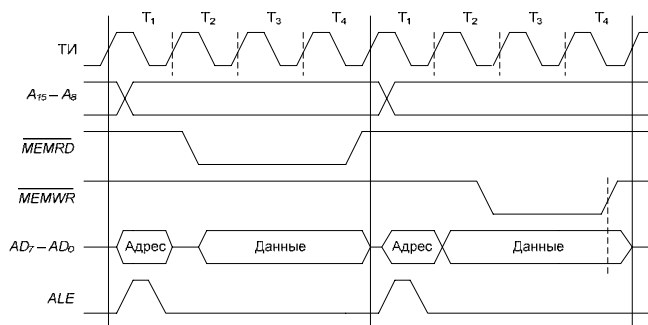 T₁ T₂ T₃ T₄ T₁ T₂ T₃ T₄
ТИ
A₁₅ – A₈
MEMRD
MEMWR
AD₇ – AD₀ Адрес Данные Адрес Данные
ALE